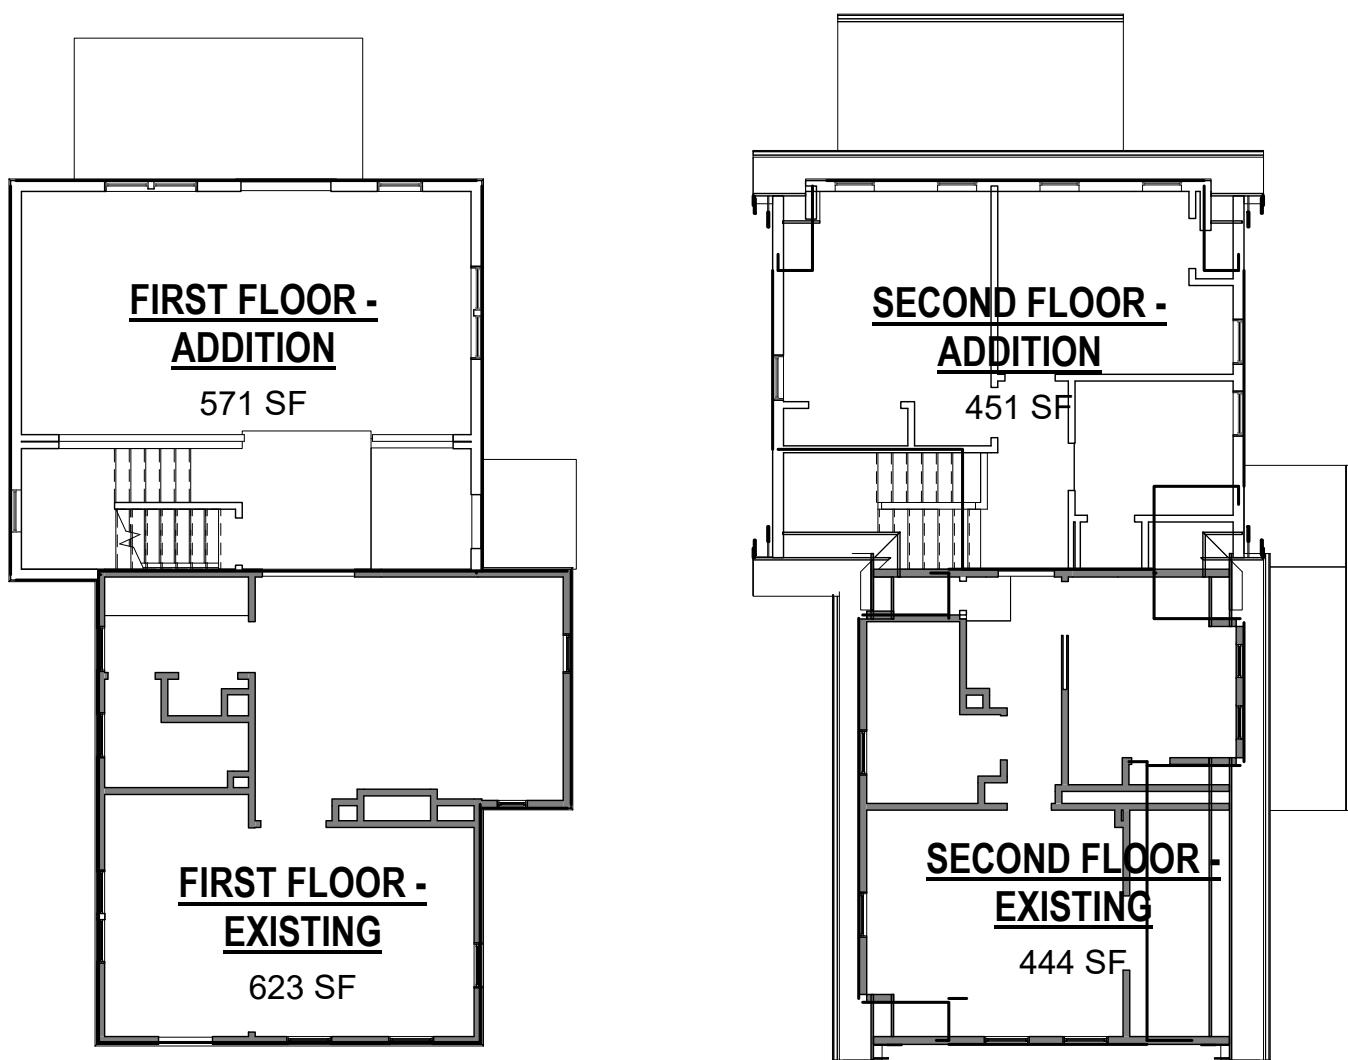 FIRST FLOOR -
ADDITION
571 SF
SECOND FLOOR -
ADDITION
451 SF
FIRST FLOOR -
EXISTING
623 SF
SECOND FLOOR -
EXISTING
444 SF